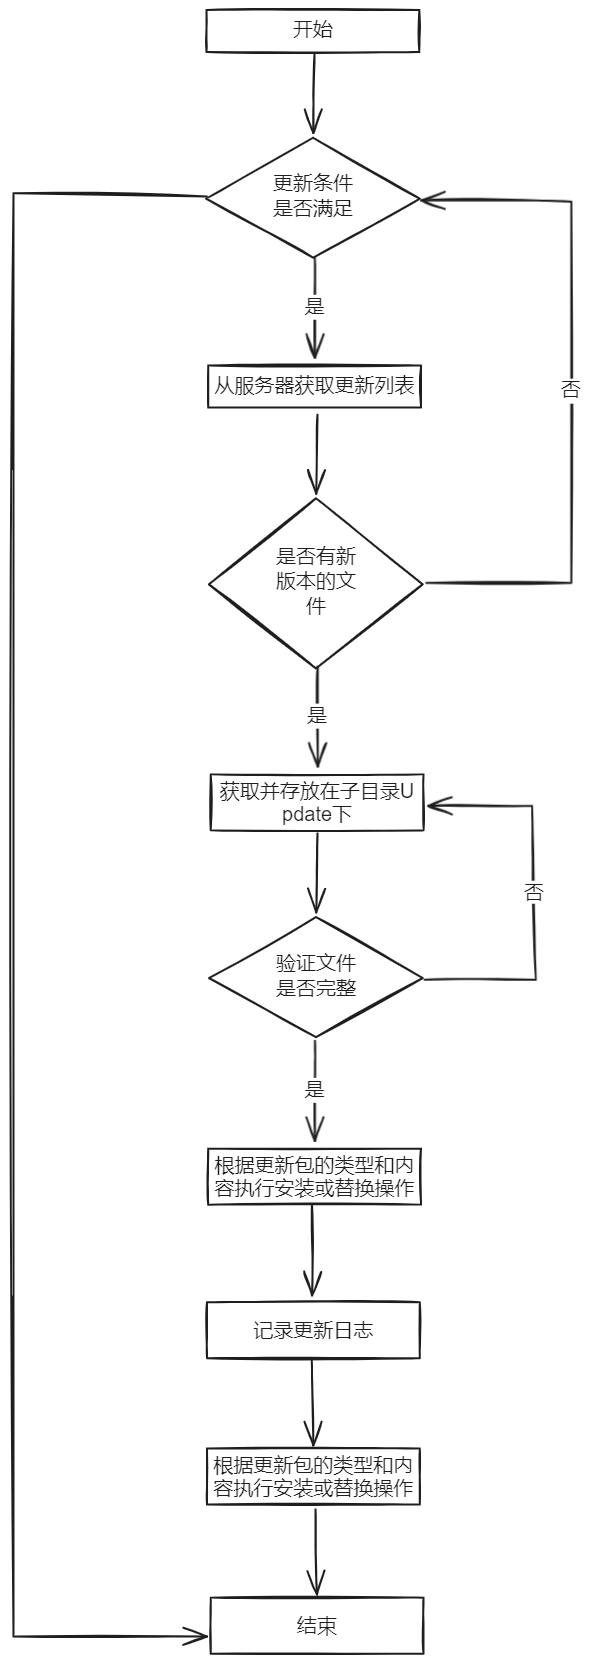 开始
更新条件
是否满足
是
从服务器获取更新列表
否
是否有新
版本的文
件
是
获取并存放在子目录U
pdate下
否
验证文件
是否完整
是
根据更新包的类型和内
容执行安装或替换操作
记录更新日志
根据更新包的类型和内
容执行安装或替换操作
结束